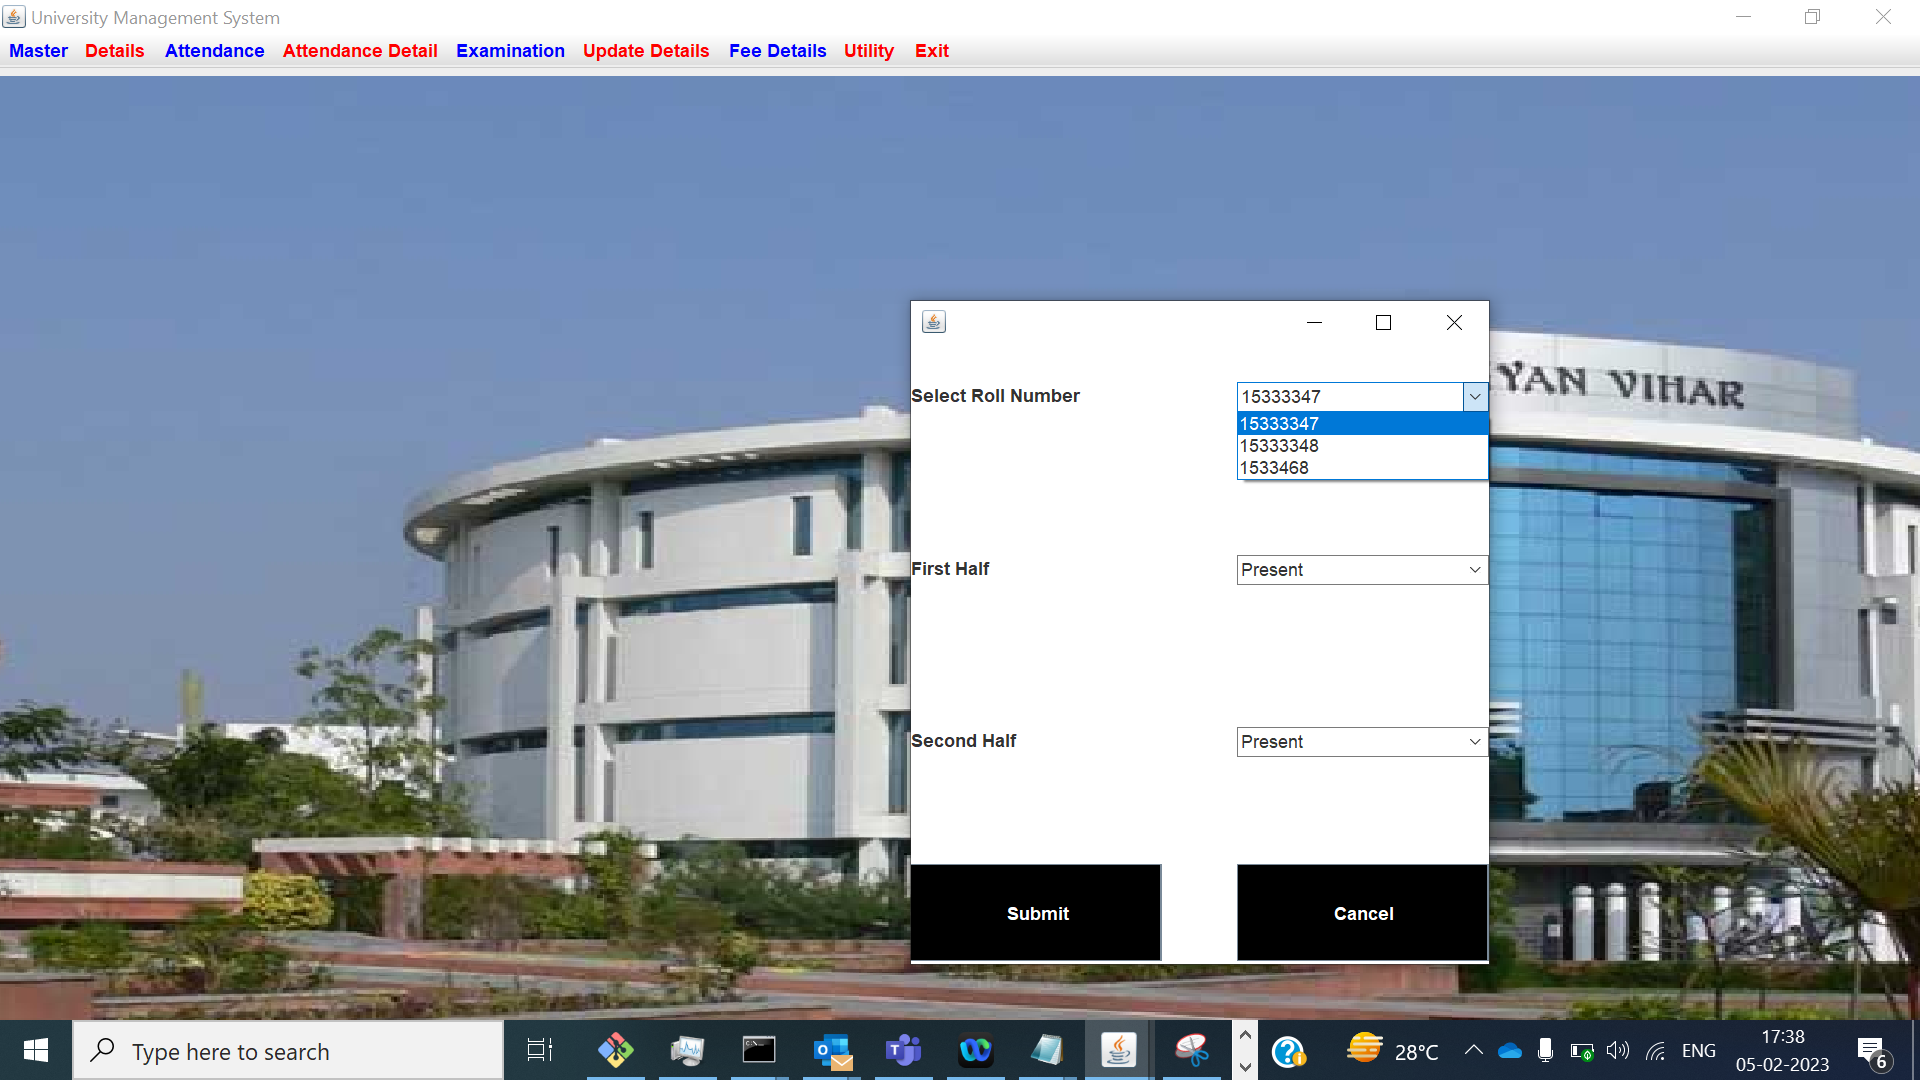 University Management System
Master Details Attendance Attendance Detail Examination Update Details Fee Details Utility Exit
YAN VIHAR
Select Roll Number
15333347
15333347
15333348
1533468
First Half
Present
Second Half
Present
Submit
Cancel
Type here to search
28°C
ENG
17:38
05-02-2023
6